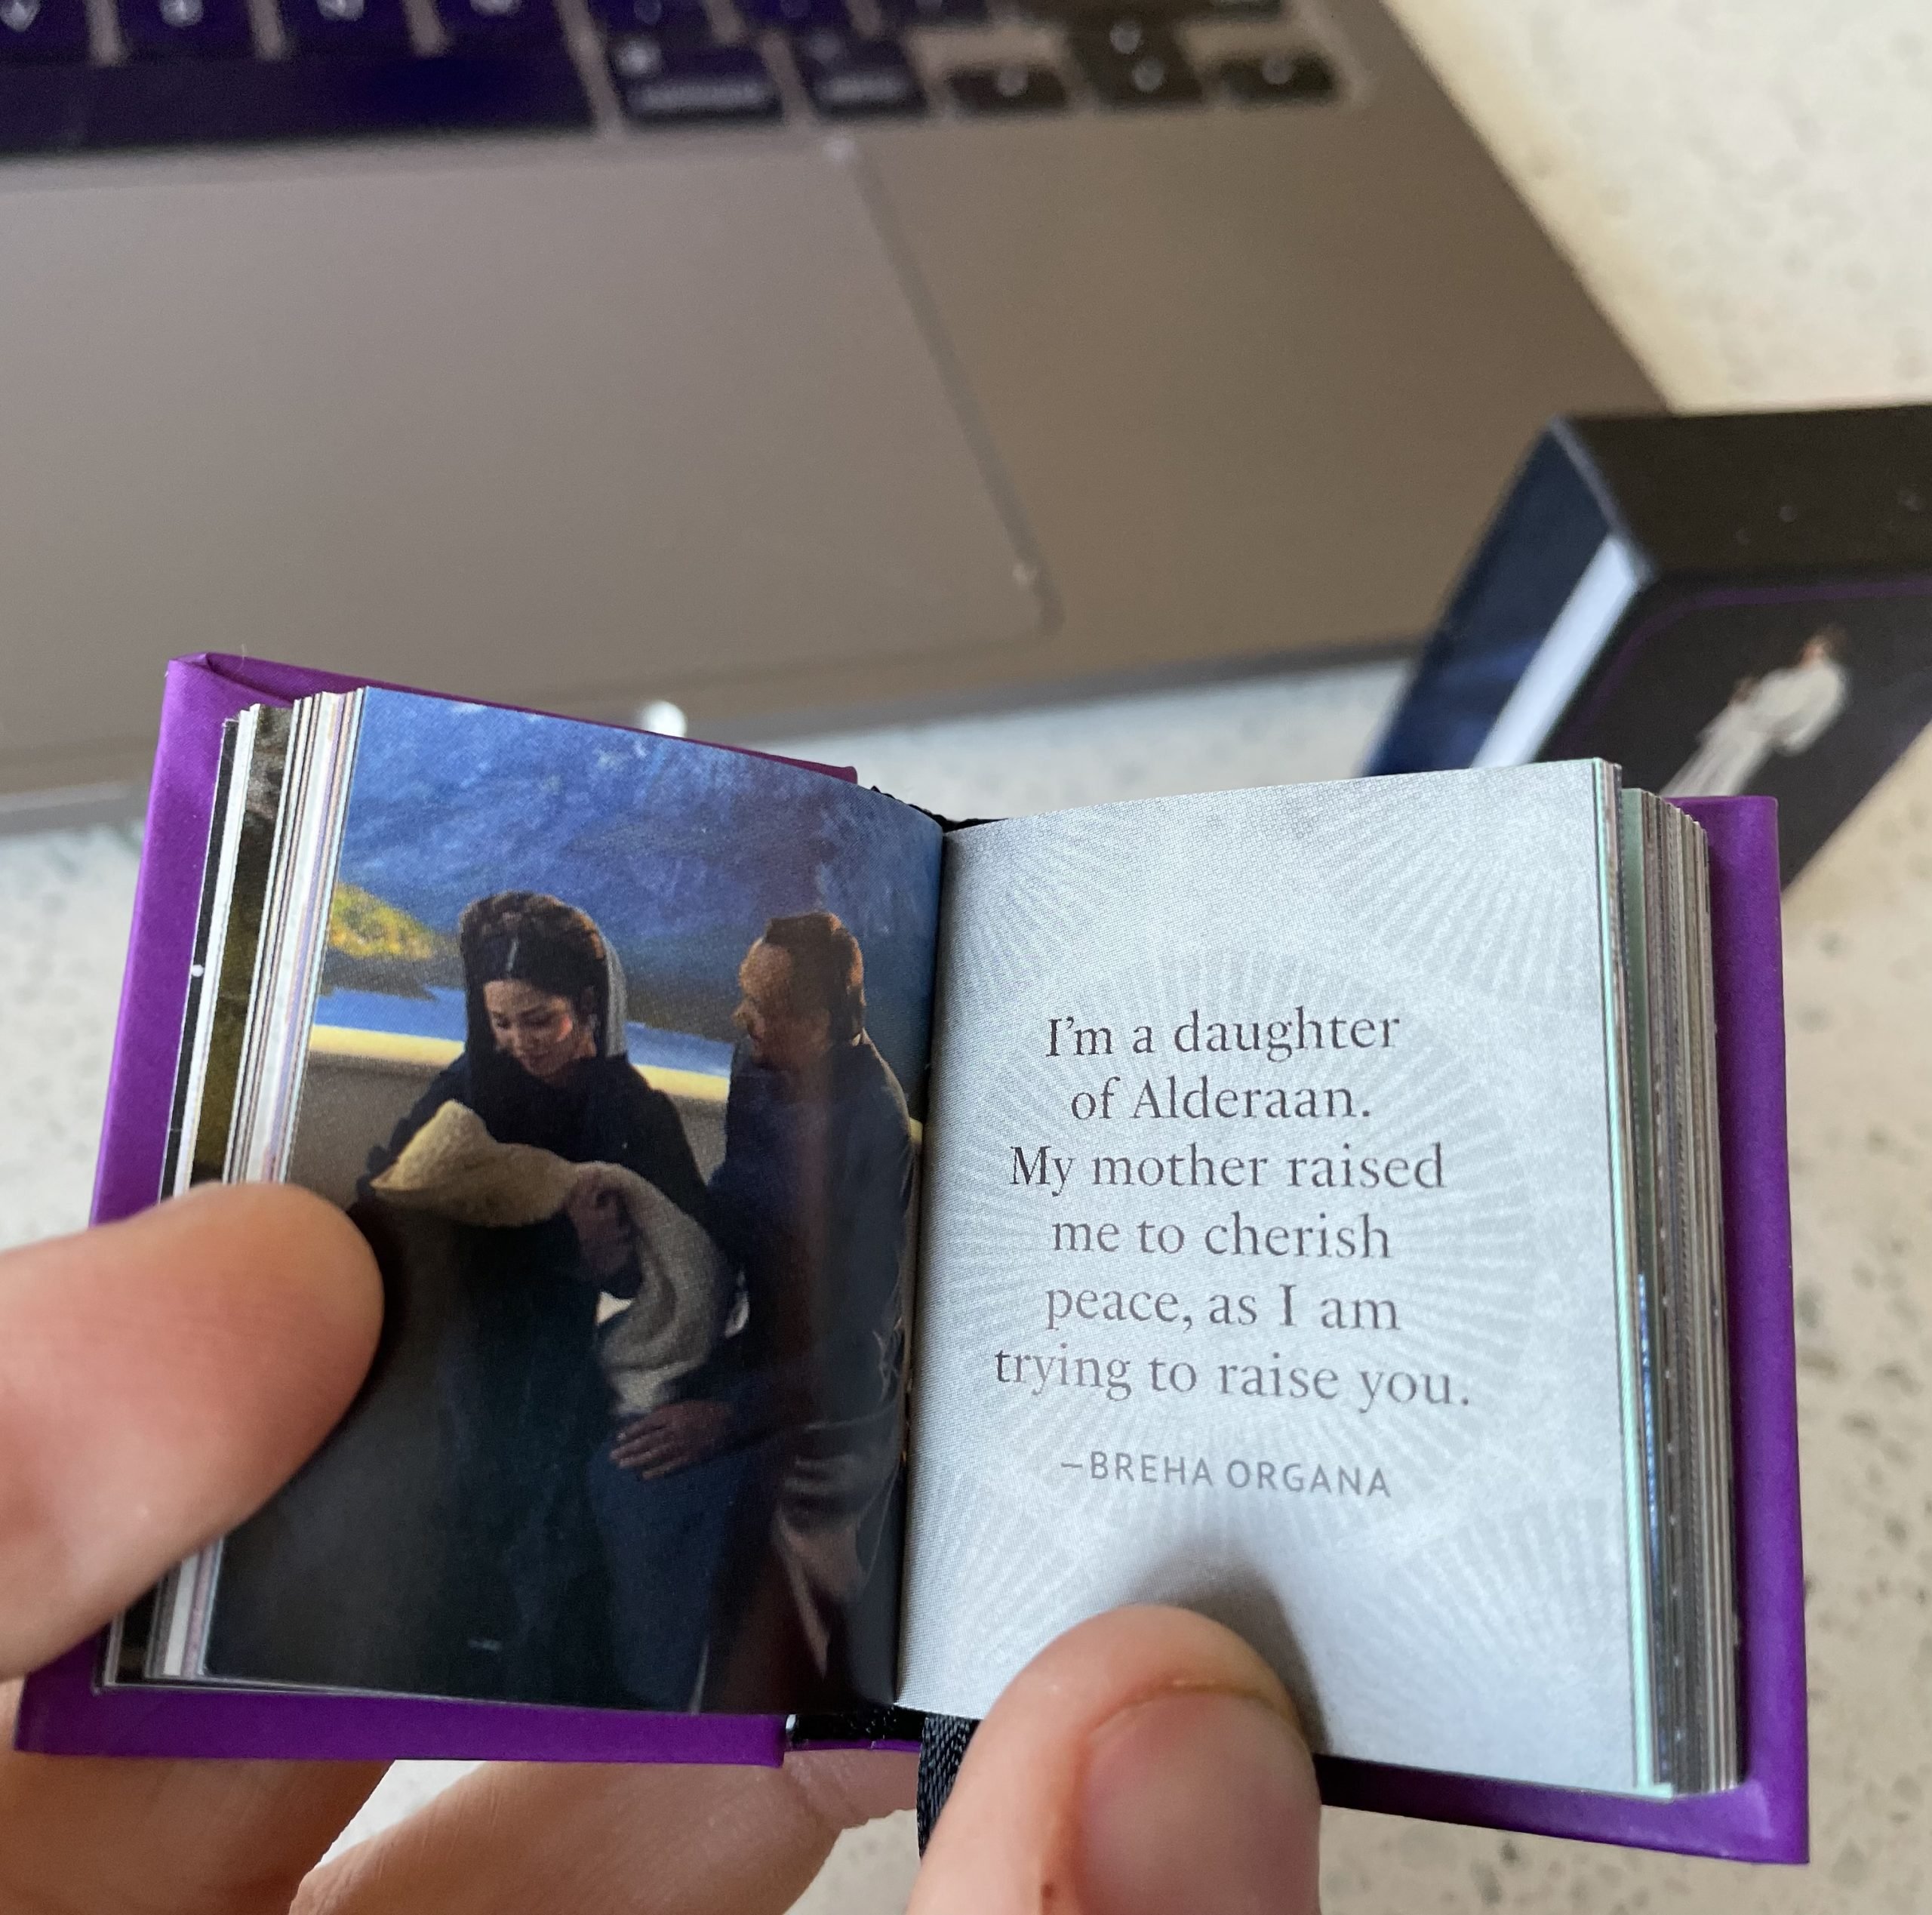 I'm a daughter
of Alderaan.
My mother raised
me to cherish
peace, as I am
trying to raise you.
–BREHA ORGANA